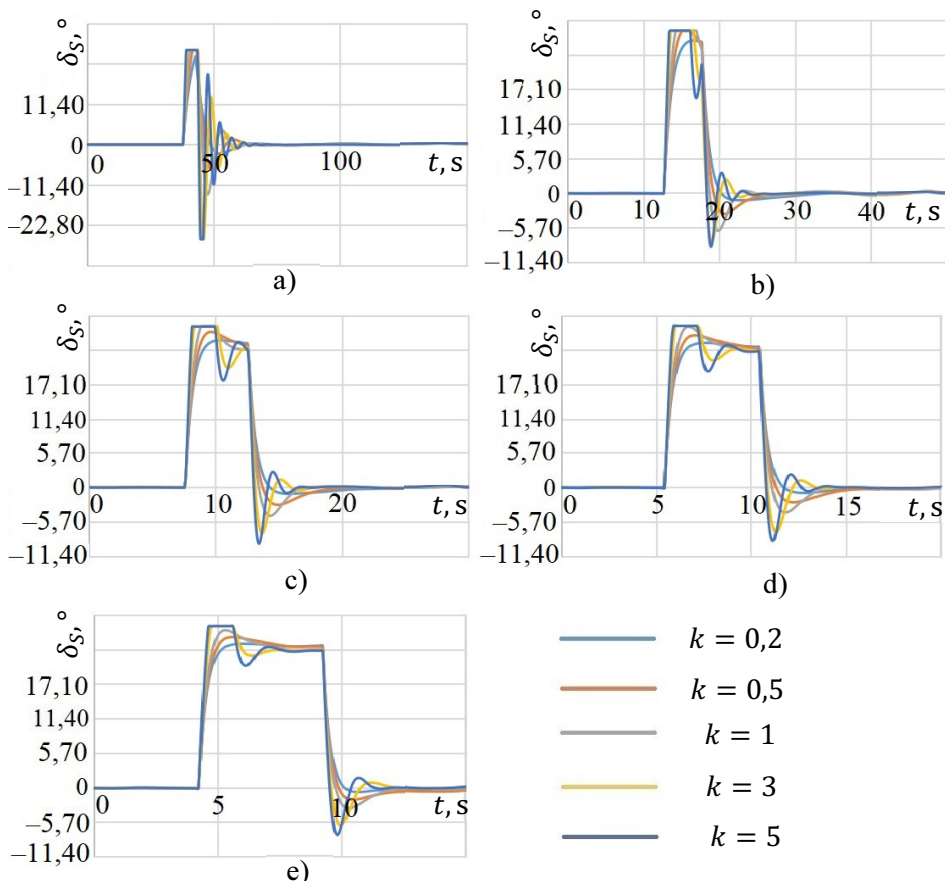 δS, °
11,40
0
−11,40
−22,80
0
50
100
t, s
a)
δS, °
17,10
11,40
5,70
0
−5,70
−11,40
0
10
20
30
40
t, s
b)
δS, °
17,10
11,40
5,70
0
−5,70
−11,40
0
10
20
t, s
c)
δS, °
17,10
11,40
5,70
0
−5,70
−11,40
0
5
10
15
t, s
d)
δS, °
17,10
11,40
5,70
0
−5,70
−11,40
0
5
10
t, s
e)
k = 0,2
k = 0,5
k = 1
k = 3
k = 5